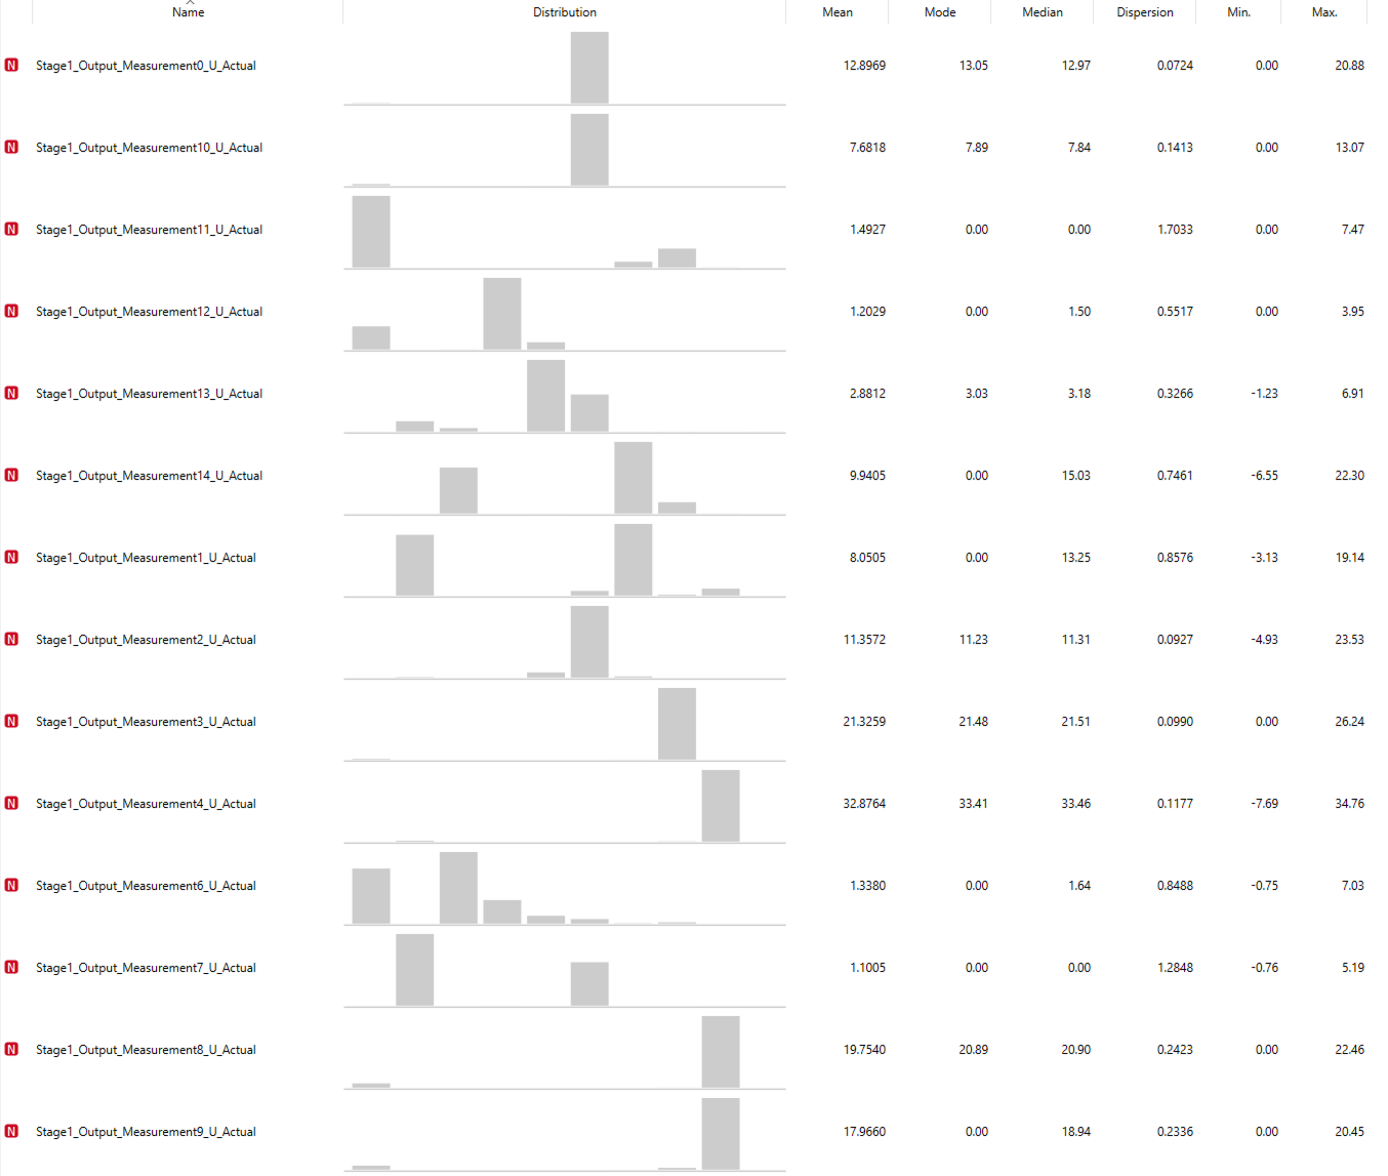 Name Distribution Mean Mode Median Dispersion Min. Max.
N Stage1_Output_Measurement0_U_Actual 12.8969 13.05 12.97 0.0724 0.00 20.88
N Stage1_Output_Measurement10_U_Actual 7.6818 7.89 7.84 0.1413 0.00 13.07
N Stage1_Output_Measurement11_U_Actual 1.4927 0.00 0.00 1.7033 0.00 7.47
N Stage1_Output_Measurement12_U_Actual 1.2029 0.00 1.50 0.5517 0.00 3.95
N Stage1_Output_Measurement13_U_Actual 2.8812 3.03 3.18 0.3266 -1.23 6.91
N Stage1_Output_Measurement14_U_Actual 9.9405 0.00 15.03 0.7461 -6.55 22.30
N Stage1_Output_Measurement1_U_Actual 8.0505 0.00 13.25 0.8576 -3.13 19.14
N Stage1_Output_Measurement2_U_Actual 11.3572 11.23 11.31 0.0927 -4.93 23.53
N Stage1_Output_Measurement3_U_Actual 21.3259 21.48 21.51 0.0990 0.00 26.24
N Stage1_Output_Measurement4_U_Actual 32.8764 33.41 33.46 0.1177 -7.69 34.76
N Stage1_Output_Measurement6_U_Actual 1.3380 0.00 1.64 0.8488 -0.75 7.03
N Stage1_Output_Measurement7_U_Actual 1.1005 0.00 0.00 1.2848 -0.76 5.19
N Stage1_Output_Measurement8_U_Actual 19.7540 20.89 20.90 0.2423 0.00 22.46
N Stage1_Output_Measurement9_U_Actual 17.9660 0.00 18.94 0.2336 0.00 20.45